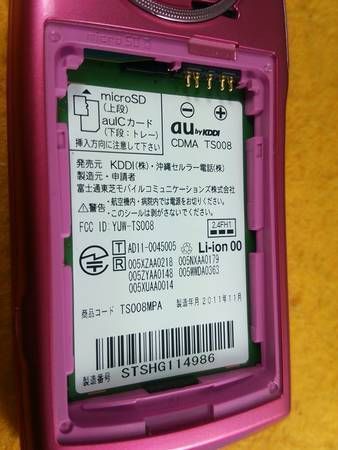 microSD
microSD
(上段)
auICカード
(下段:トレー)
挿入方向に注意して下さい
au by KDDI
CDMA TS008
発売元 KDDI(株)・沖縄セルラー電話(株)
製造元・申請者
富士通東芝モバイルコミュニケーションズ株式会社
警告・航空機内・病院内では電源をお切りください。
・このシールは剥がさないでください。
FCC ID: YUW-TS008
2.4FH1
T AD11-0045005
Li-ion 00
R 005XZAA0218 005NXAA0179
005ZYAA0148 005WWDA0363
005XUAA0014
商品コード TS008MPA 製造年月 2011年11月
製造番号 STSHG114986